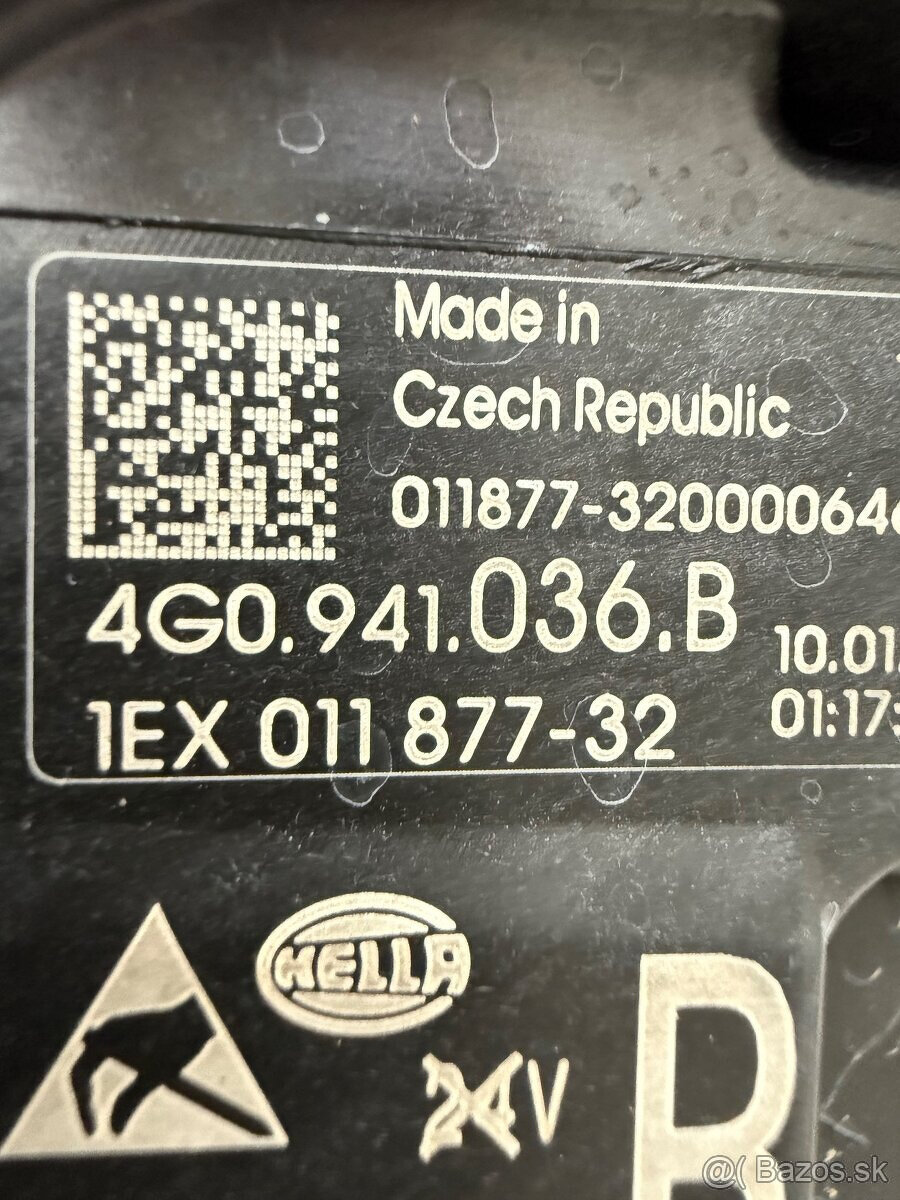 Made in
Czech Republic
011877-3200000646
4G0.941.036.B
10.01.
1EX 011 877-32
01:17:
HELLA
24V
@( Bazos.sk